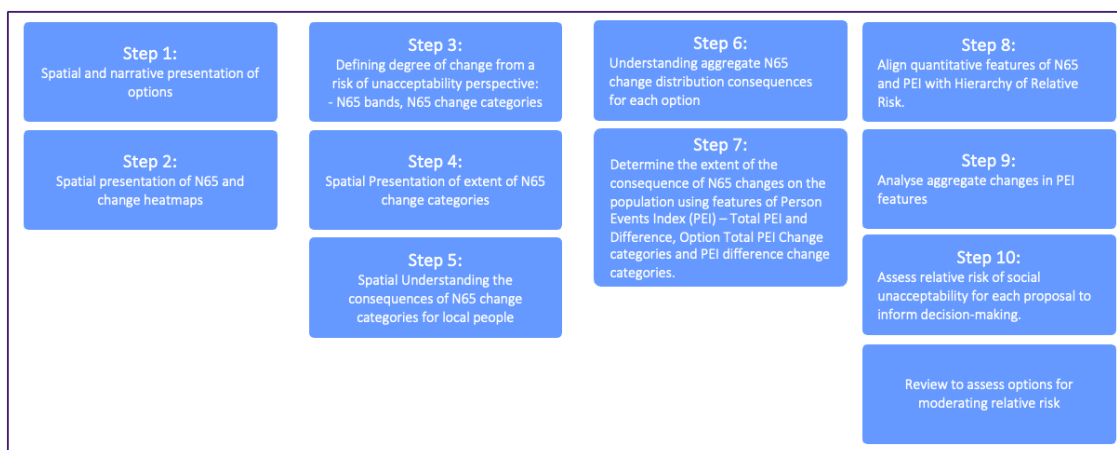 Step 1:
Spatial and narrative presentation of
options
Step 2:
Spatial presentation of N65 and
change heatmaps
Step 3:
Defining degree of change from a
risk of unacceptability perspective:
- N65 bands, N65 change categories
Step 4:
Spatial Presentation of extent of N65
change categories
Step 5:
Spatial Understanding the
consequences of N65 change
categories for local people
Step 6:
Understanding aggregate N65
change distribution consequences
for each option
Step 7:
Determine the extent of the
consequence of N65 changes on the
population using features of Person
Events Index (PEI) – Total PEI and
Difference, Option Total PEI Change
categories and PEI difference change
categories.
Step 8:
Align quantitative features of N65
and PEI with Hierarchy of Relative
Risk.
Step 9:
Analyse aggregate changes in PEI
features
Step 10:
Assess relative risk of social
unacceptability for each proposal to
inform decision-making.
Review to assess options for
moderating relative risk